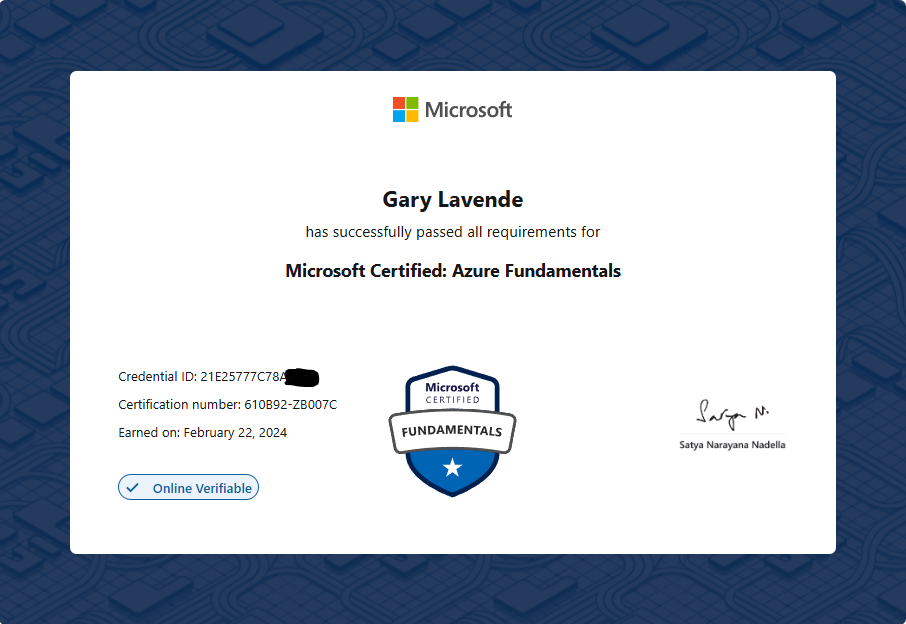 Microsoft
Gary Lavende
has successfully passed all requirements for
Microsoft Certified: Azure Fundamentals
Credential ID: 21E25777C78A
Certification number: 610B92-ZB007C
Earned on: February 22, 2024
Online Verifiable
Microsoft
CERTIFIED
FUNDAMENTALS
Satya N.
Satya Narayana Nadella